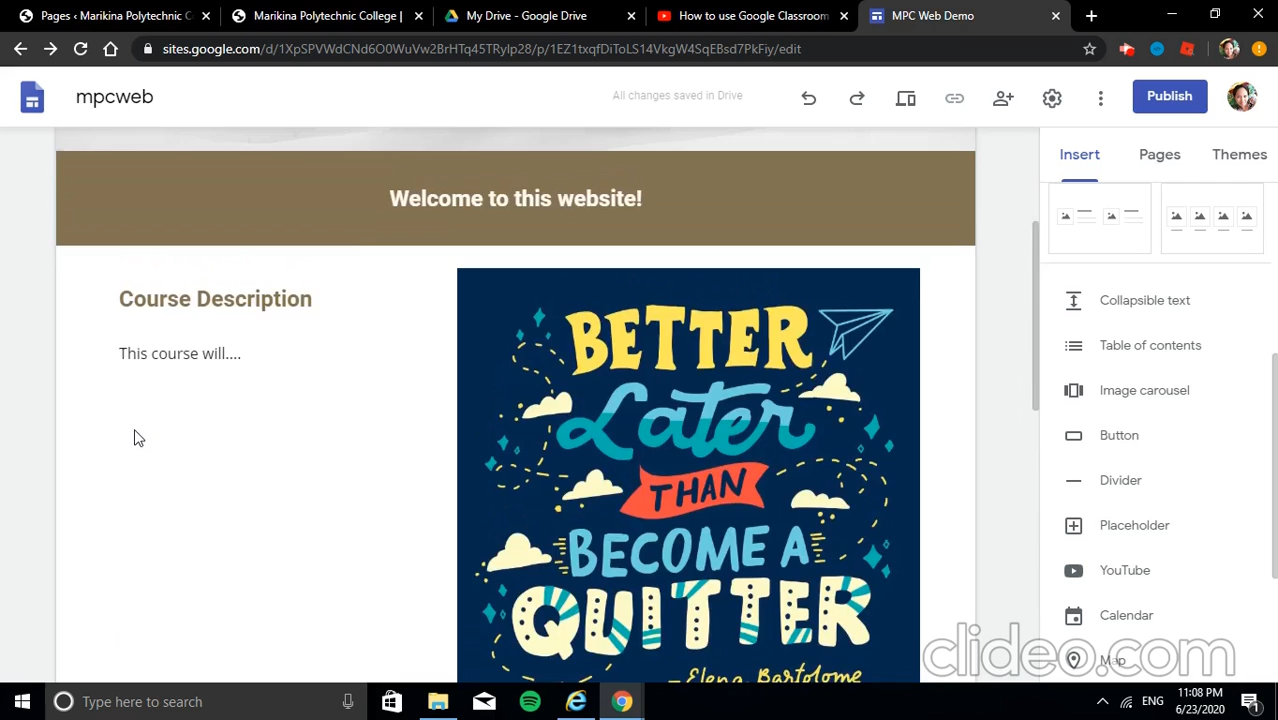 Pages ‹ Marikina Polytechnic C
Marikina Polytechnic College |
My Drive - Google Drive
How to use Google Classroom
MPC Web Demo
sites.google.com/d/1XpSPVWdCNd6O0WuVw2BrHTq45TRylp28/p/1EZ1txqfDiToLS14VkgW4SqEBsd7PkFiy/edit
mpcweb
All changes saved in Drive
Publish
Insert
Pages
Themes
Welcome to this website!
Course Description
This course will....
BETTER
Later
THAN
BECOME A
QUITTER
-Elena Bartolome
Collapsible text
Table of contents
Image carousel
Button
Divider
Placeholder
YouTube
Calendar
Map
clideo.com
Type here to search
ENG
11:08 PM
6/23/2020
1